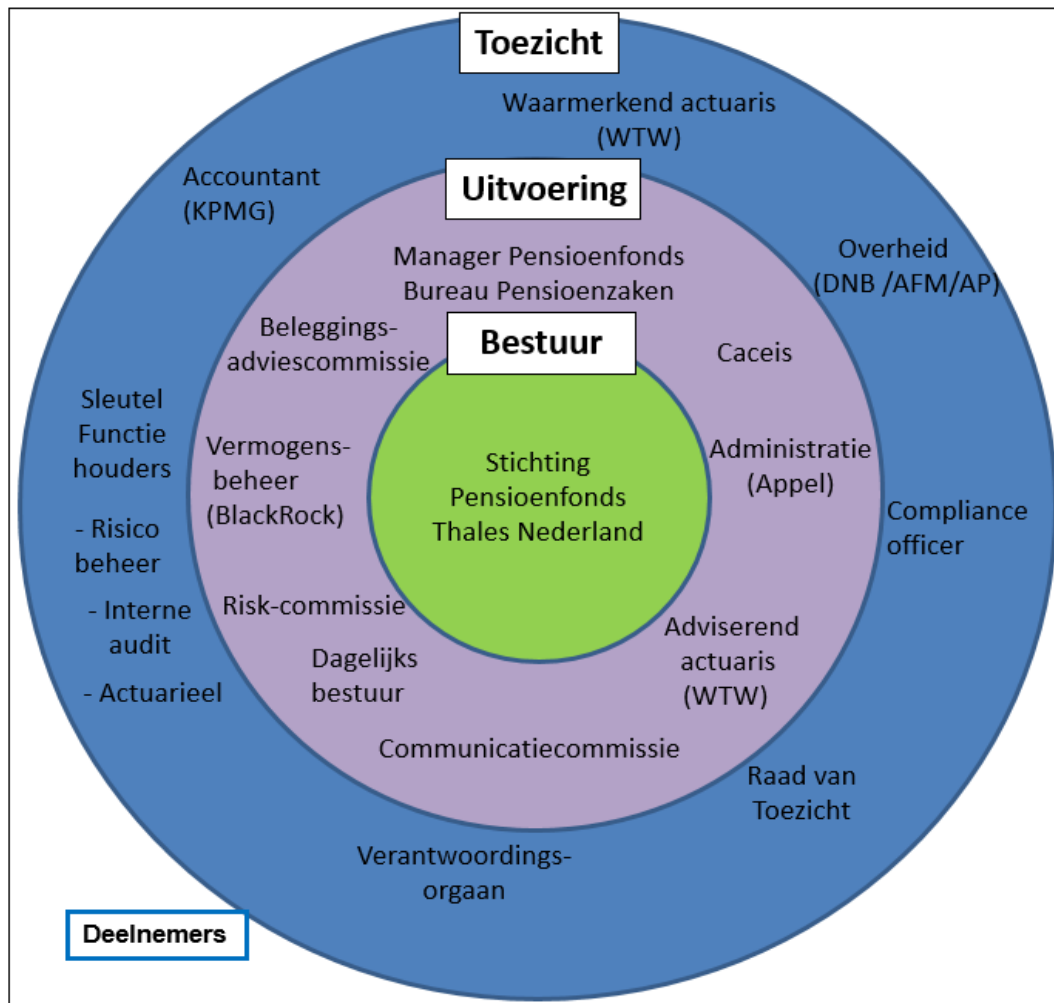 Toezicht
Waarmerkend actuaris
(WTW)
Accountant
(KPMG)
Uitvoering
Manager Pensioenfonds
Bureau Pensioenzaken
Overheid
(DNB /AFM/AP)
Beleggings-
adviescommissie
Bestuur
Caceis
Sleutel
Functie
houders
- Risico
beheer
- Interne
audit
- Actuarieel
Vermogens-
beheer
(BlackRock)
Stichting
Pensioenfonds
Thales Nederland
Administratie
(Appel)
Compliance
officer
Risk-commissie
Dagelijks
bestuur
Adviserend
actuaris
(WTW)
Communicatiecommissie
Raad van
Toezicht
Verantwoordings-
orgaan
Deelnemers